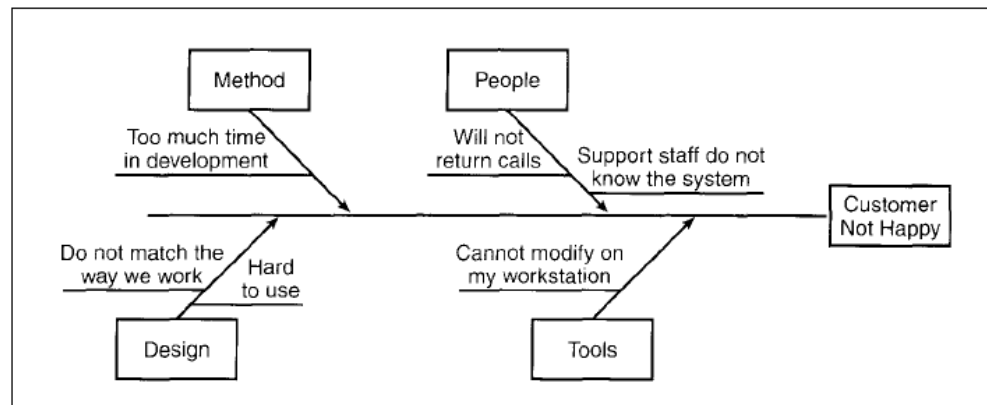 Method
People
Too much time
in development
Will not
return calls
Support staff do not
know the system
Customer
Not Happy
Do not match the
way we work
Hard
to use
Cannot modify on
my workstation
Design
Tools